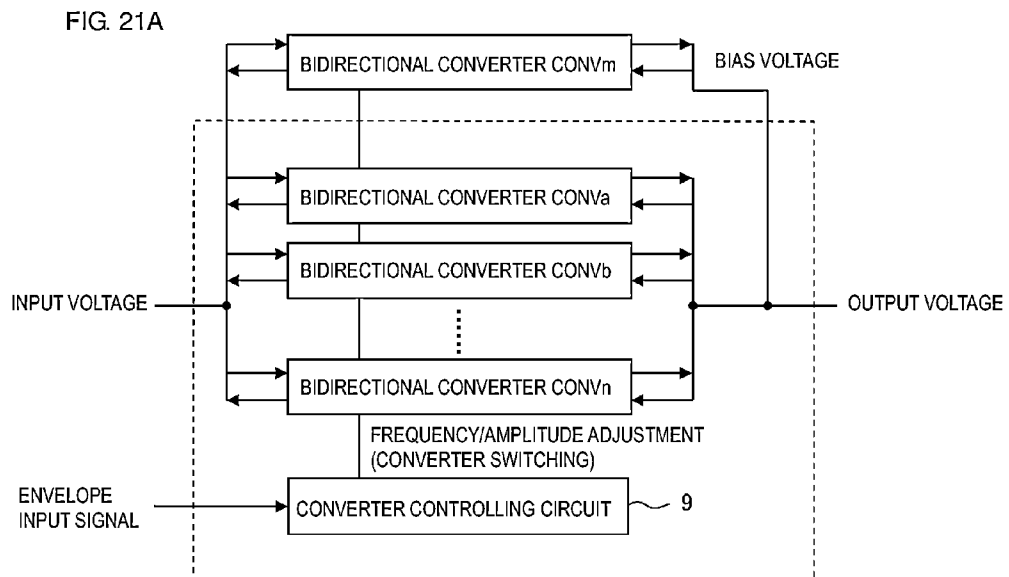 FIG. 21A
BIDIRECTIONAL CONVERTER CONVm
BIAS VOLTAGE
BIDIRECTIONAL CONVERTER CONVa
BIDIRECTIONAL CONVERTER CONVb
INPUT VOLTAGE
OUTPUT VOLTAGE
BIDIRECTIONAL CONVERTER CONVn
FREQUENCY/AMPLITUDE ADJUSTMENT
(CONVERTER SWITCHING)
ENVELOPE
INPUT SIGNAL
CONVERTER CONTROLLING CIRCUIT
9